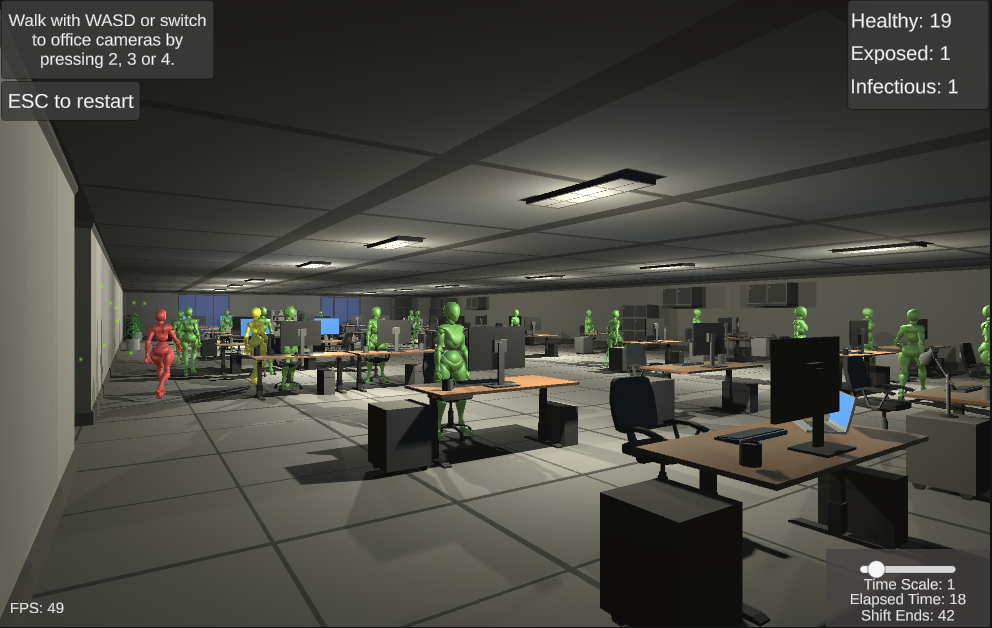 Walk with WASD or switch
to office cameras by
pressing 2, 3 or 4.
ESC to restart
Healthy: 19
Exposed: 1
Infectious: 1
FPS: 49
Time Scale: 1
Elapsed Time: 18
Shift Ends: 42